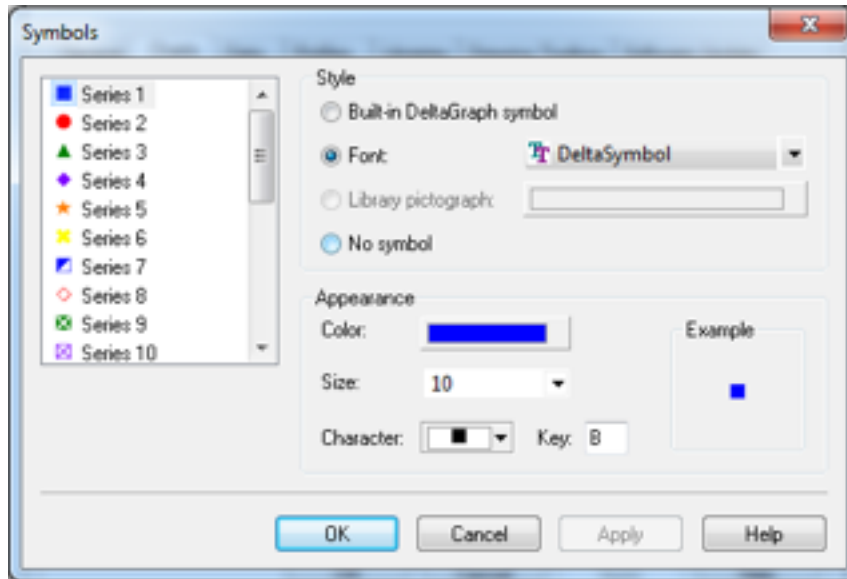 Symbols
Series 1
Series 2
Series 3
Series 4
Series 5
Series 6
Series 7
Series 8
Series 9
Series 10
Style
Built-in DeltaGraph symbol
Font: DeltaSymbol
Library pictograph:
No symbol
Appearance
Color:
Size: 10
Character: Key: B
Example
OK Cancel Apply Help